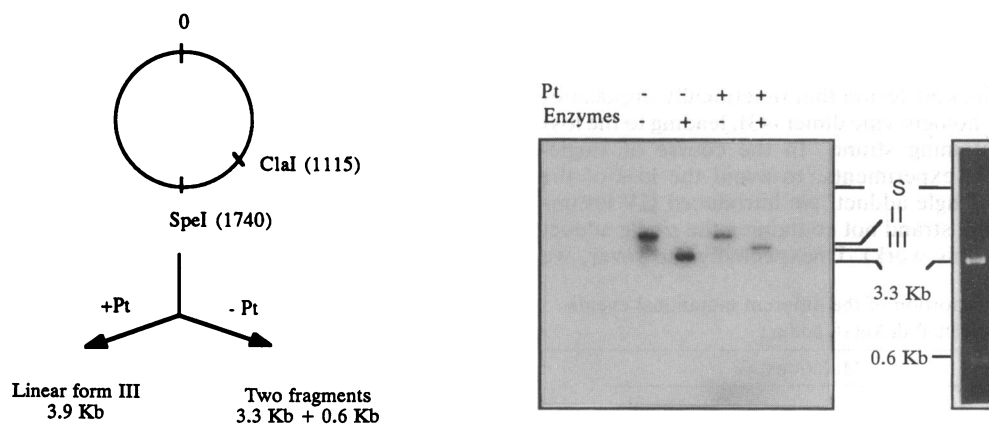 0
ClaI (1115)
SpeI (1740)
+Pt
- Pt
Linear form III
3.9 Kb
Two fragments
3.3 Kb + 0.6 Kb
Pt - - + +
Enzymes - + - +
S
II
III
3.3 Kb
0.6 Kb